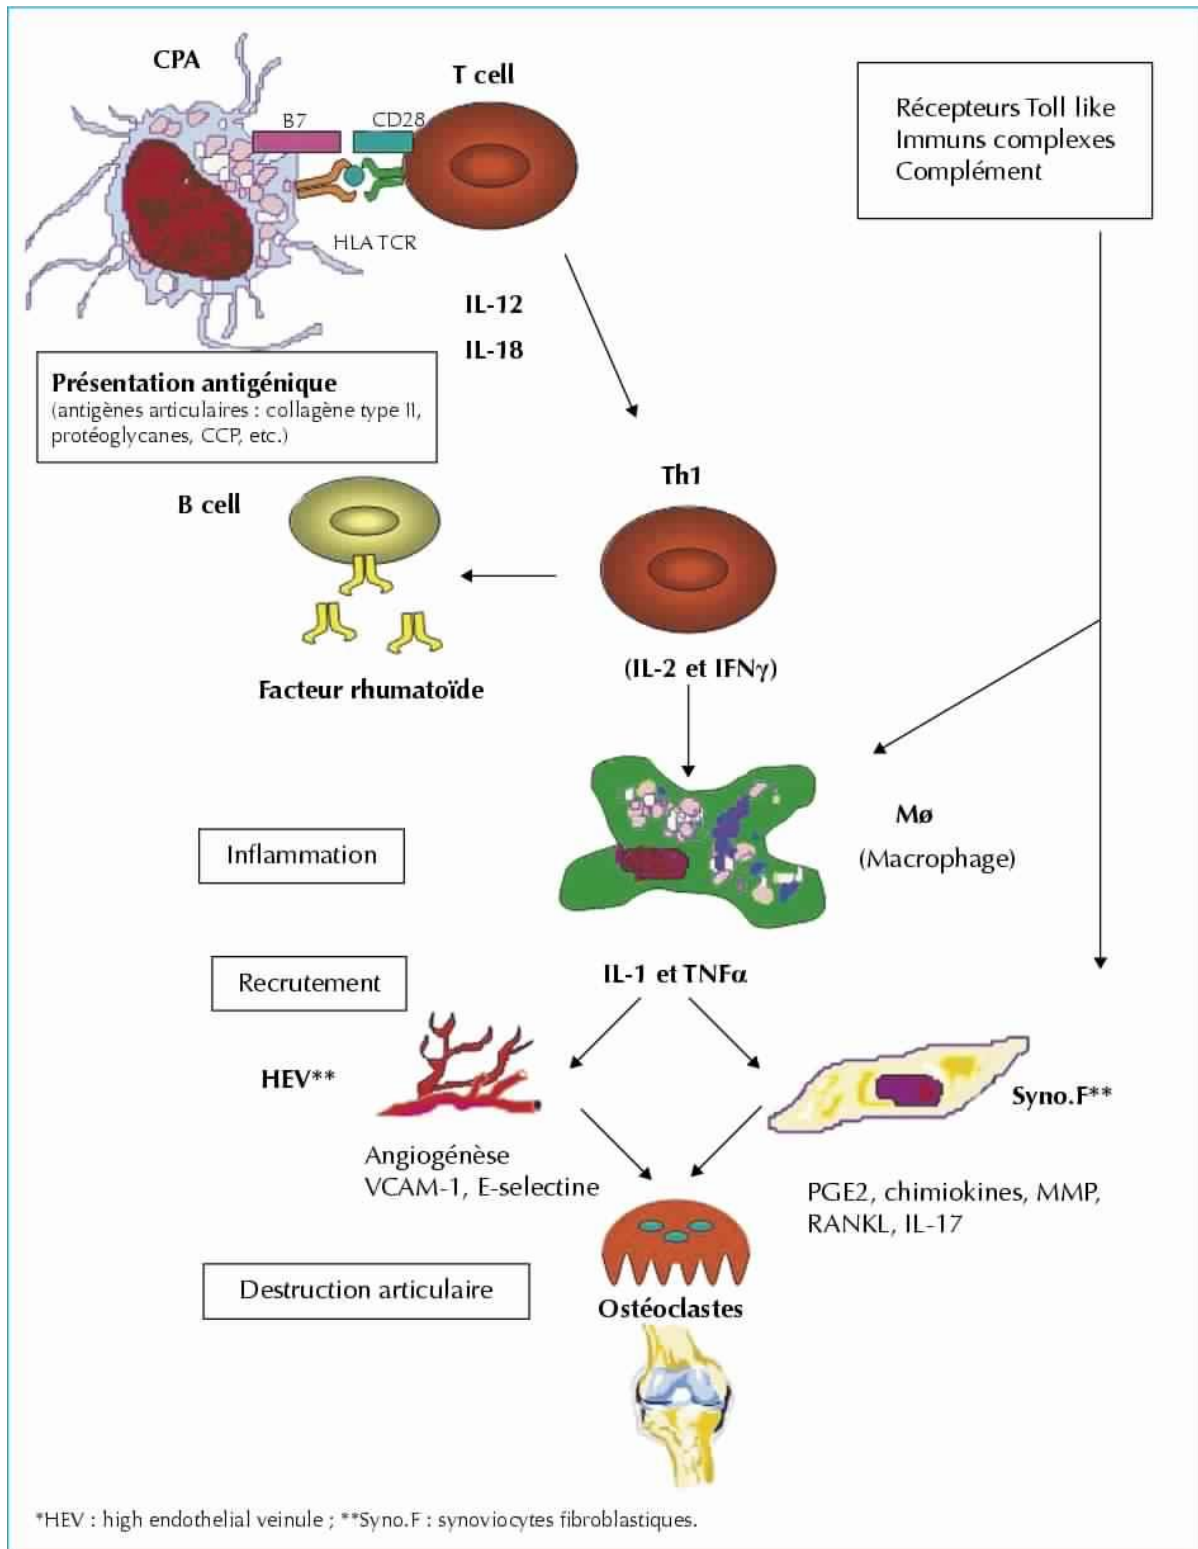 CPA
T cell
B7
CD28
HLA TCR
Récepteurs Toll like
Immuns complexes
Complément
IL-12
IL-18
Présentation antigénique
(antigènes articulaires : collagène type II,
protéoglycanes, CCP, etc.)
B cell
Th1
Facteur rhumatoïde
(IL-2 et IFNγ)
Inflammation
Mø
(Macrophage)
Recrutement
IL-1 et TNFα
HEV**
Syno.F**
Angiogénèse
VCAM-1, E-selectine
PGE2, chimiokines, MMP,
RANKL, IL-17
Destruction articulaire
Ostéoclastes
*HEV : high endothelial veinule ; **Syno.F : synoviocytes fibroblastiques.